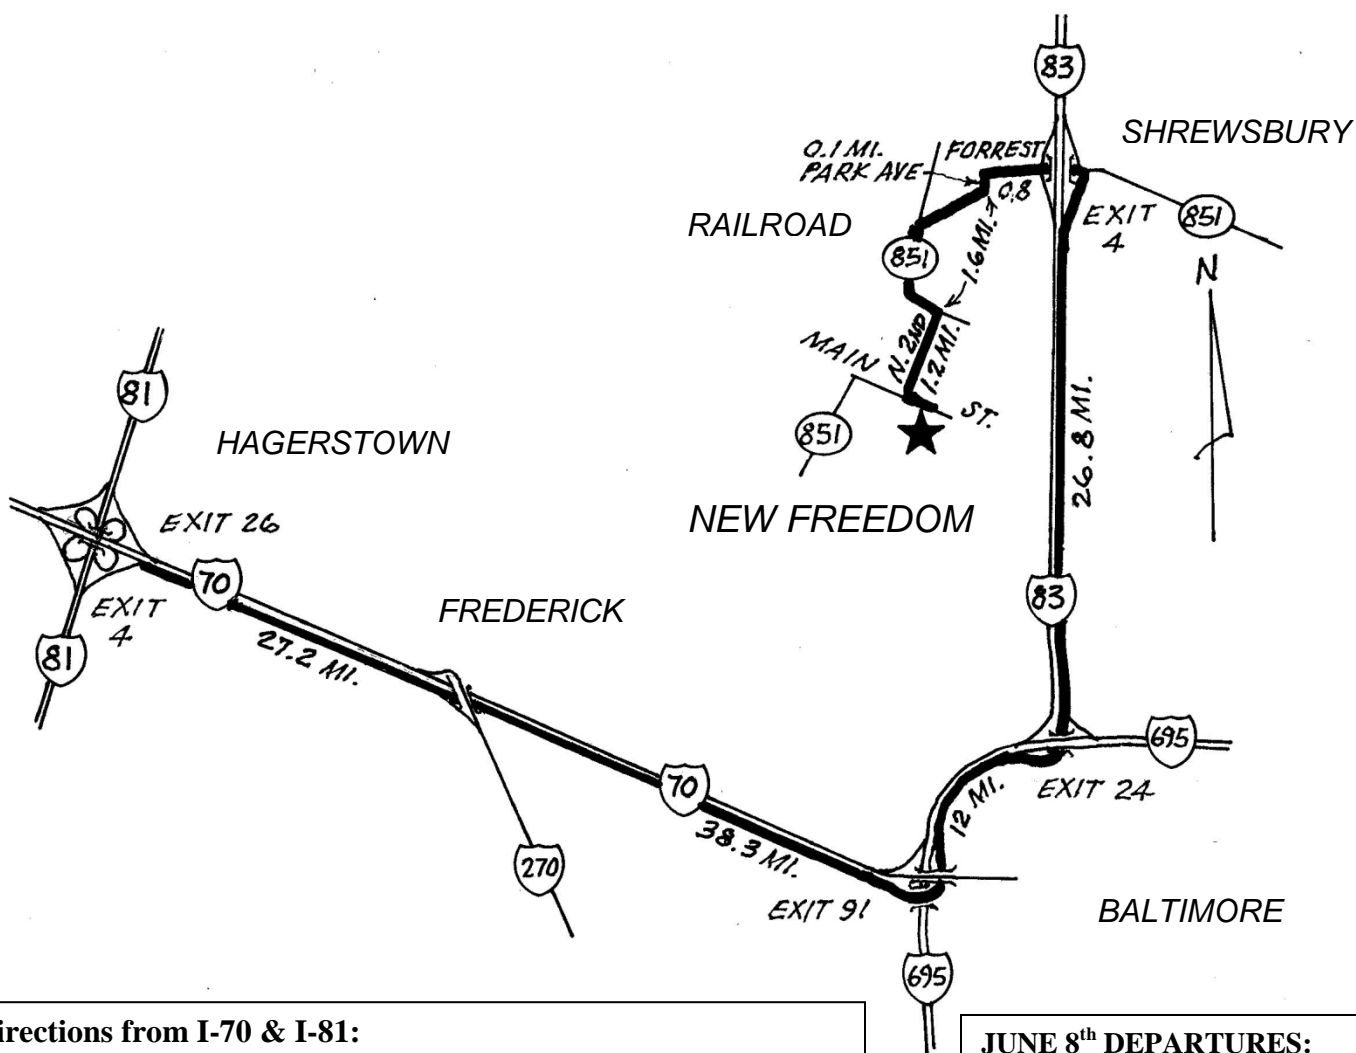 83
SHREWSBURY
0.1 MI.
PARK AVE
FORREST
0.8
EXIT
4
851
RAILROAD
851
1.6 MI.
N
N. 2ND
1.2 MI.
MAIN
ST.
851
26.8 MI.
81
HAGERSTOWN
NEW FREEDOM
EXIT 26
70
EXIT
4
81
FREDERICK
27.2 MI.
83
695
70
12 MI.
EXIT 24
38.3 MI.
270
EXIT 91
BALTIMORE
695
irections from I-70 & I-81:
JUNE 8th DEPARTURES: